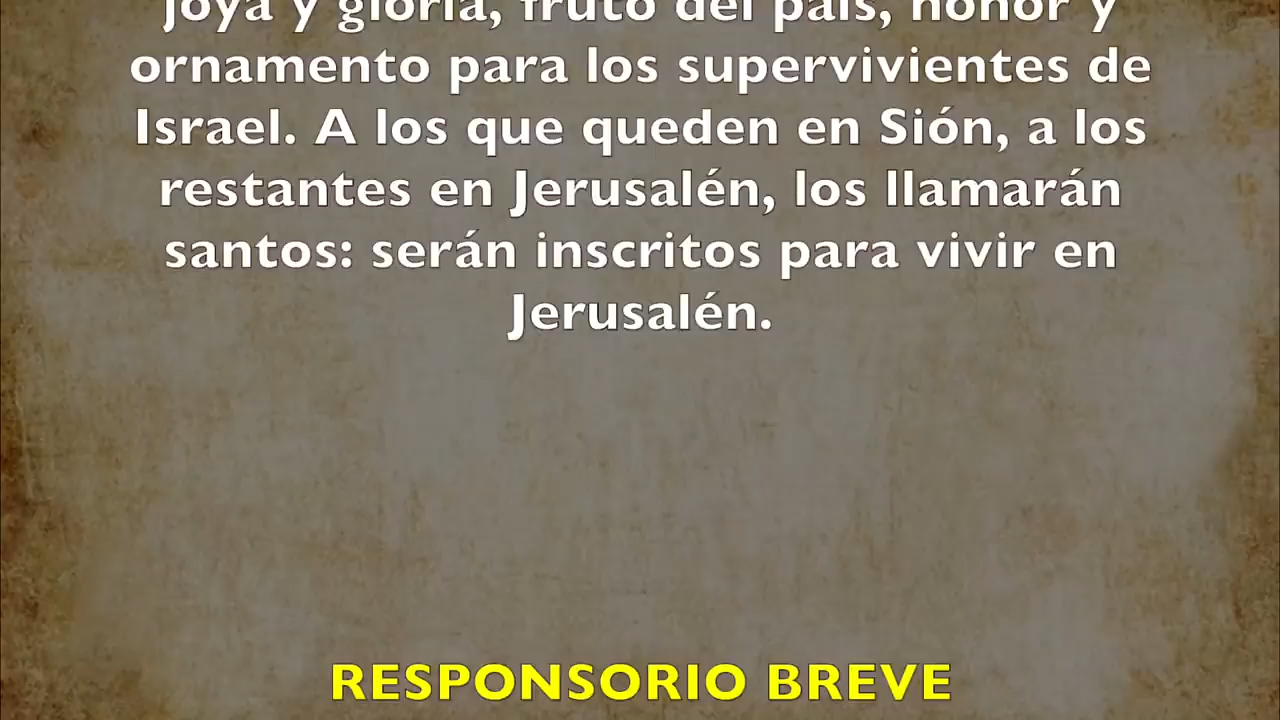 joya y gloria, fruto del país, honor y
ornamento para los supervivientes de
Israel. A los que queden en Sión, a los
restantes en Jerusalén, los llamarán
santos: serán inscritos para vivir en
Jerusalén.
RESPONSORIO BREVE